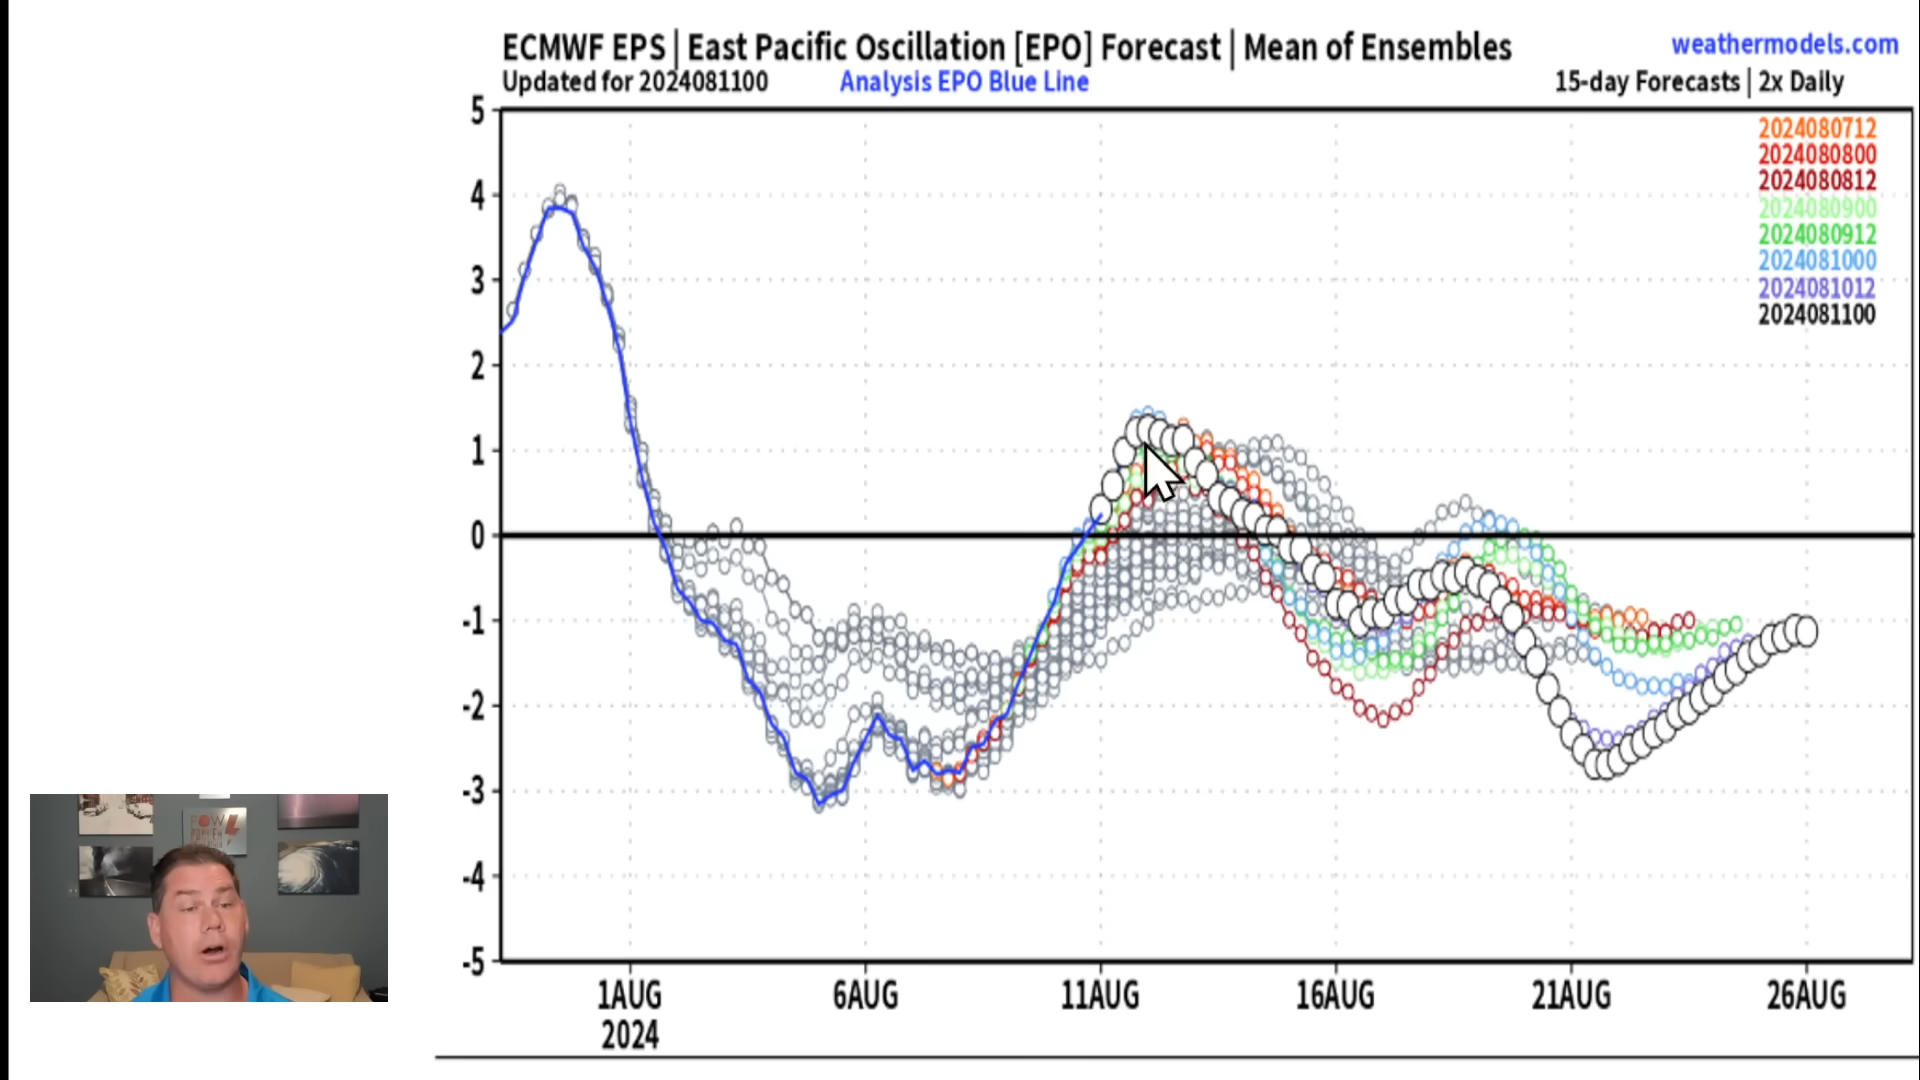 ECMWF EPS | East Pacific Oscillation [EPO] Forecast | Mean of Ensembles
weathermodels.com
Updated for 2024081100
Analysis EPO Blue Line
15-day Forecasts | 2x Daily
5
4
3
2
1
0
-1
-2
-3
-4
-5
2024080712
2024080800
2024080812
2024080900
2024080912
2024081000
2024081012
2024081100
1AUG
2024
6AUG
11AUG
16AUG
21AUG
26AUG
POW